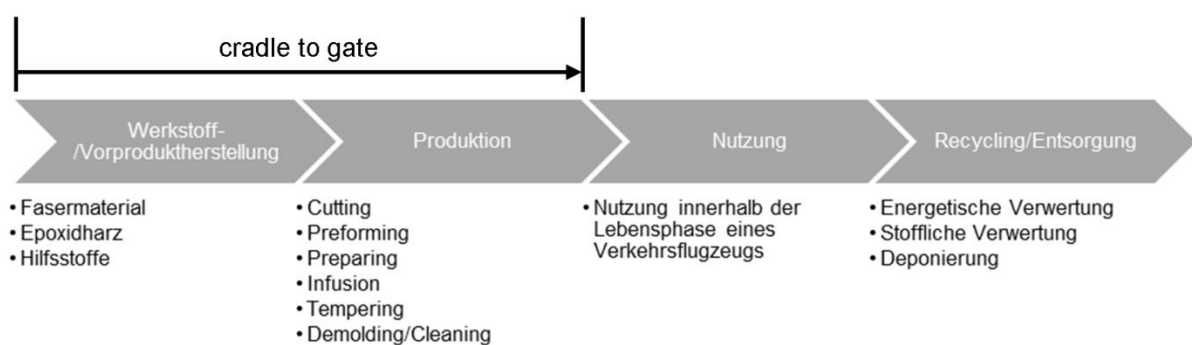 cradle to gate
Werkstoff-
/Vorproduktherstellung
Produktion
Nutzung
Recycling/Entsorgung
• Fasermaterial
• Epoxidharz
• Hilfsstoffe
• Cutting
• Preforming
• Preparing
• Infusion
• Tempering
• Demolding/Cleaning
• Nutzung innerhalb der
Lebensphase eines
Verkehrsflugzeugs
• Energetische Verwertung
• Stoffliche Verwertung
• Deponierung